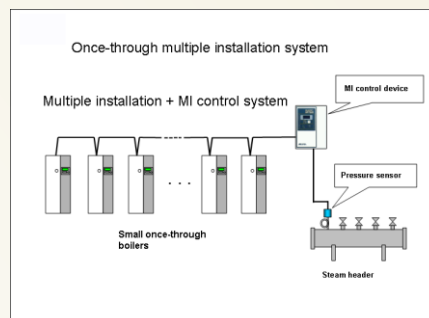 Once-through multiple installation system
MI control device
Multiple installation + MI control system
Pressure sensor
. . .
Small once-through
boilers
Steam header